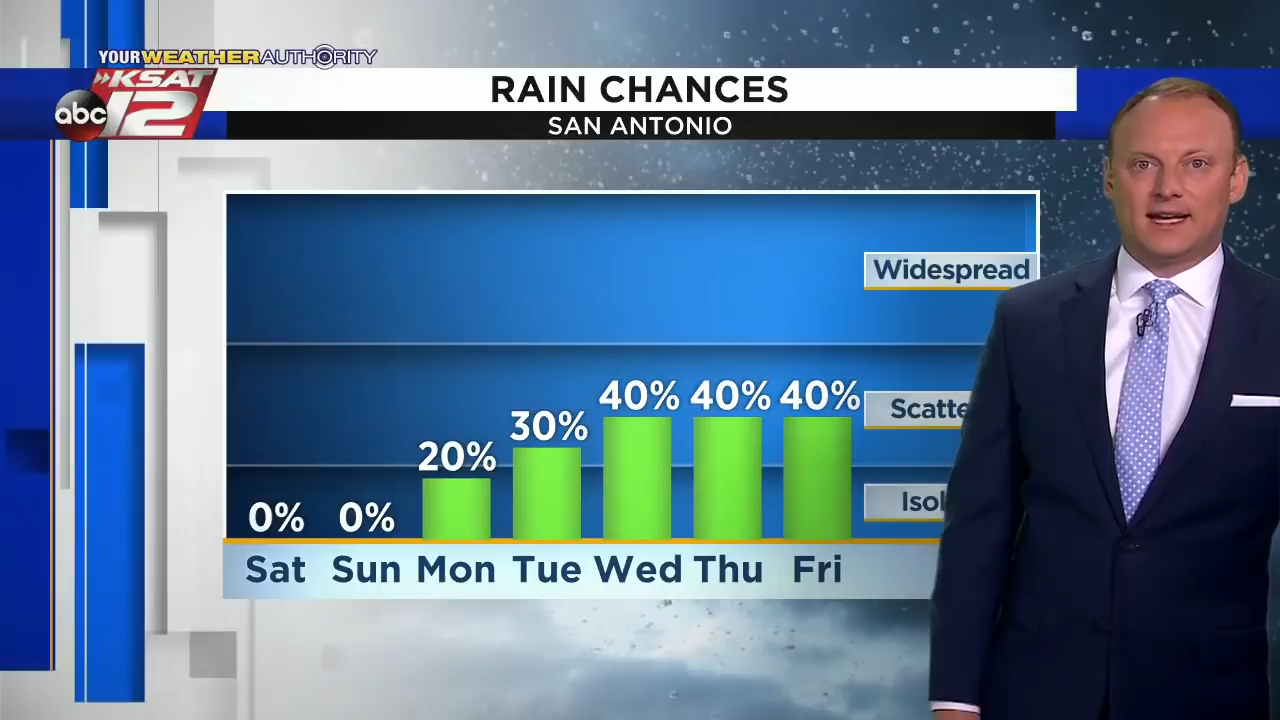 YOURWEATHERAUTHORITY
KSAT
abc 12
RAIN CHANCES
SAN ANTONIO
Widespread
40% 40% 40%
30%
20%
0% 0%
Sat Sun Mon Tue Wed Thu Fri